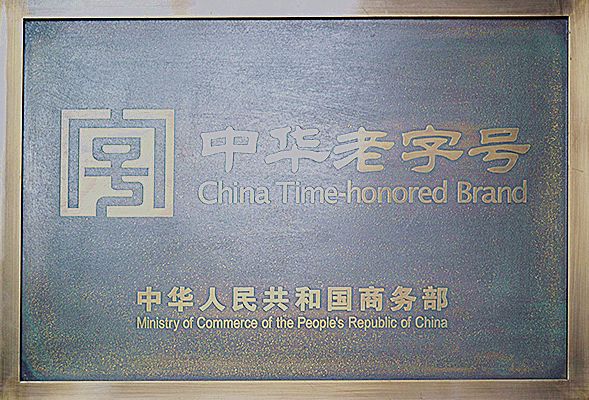 中华老字号
China Time-honored Brand
中华人民共和国商务部
Ministry of Commerce of the People's Republic of China